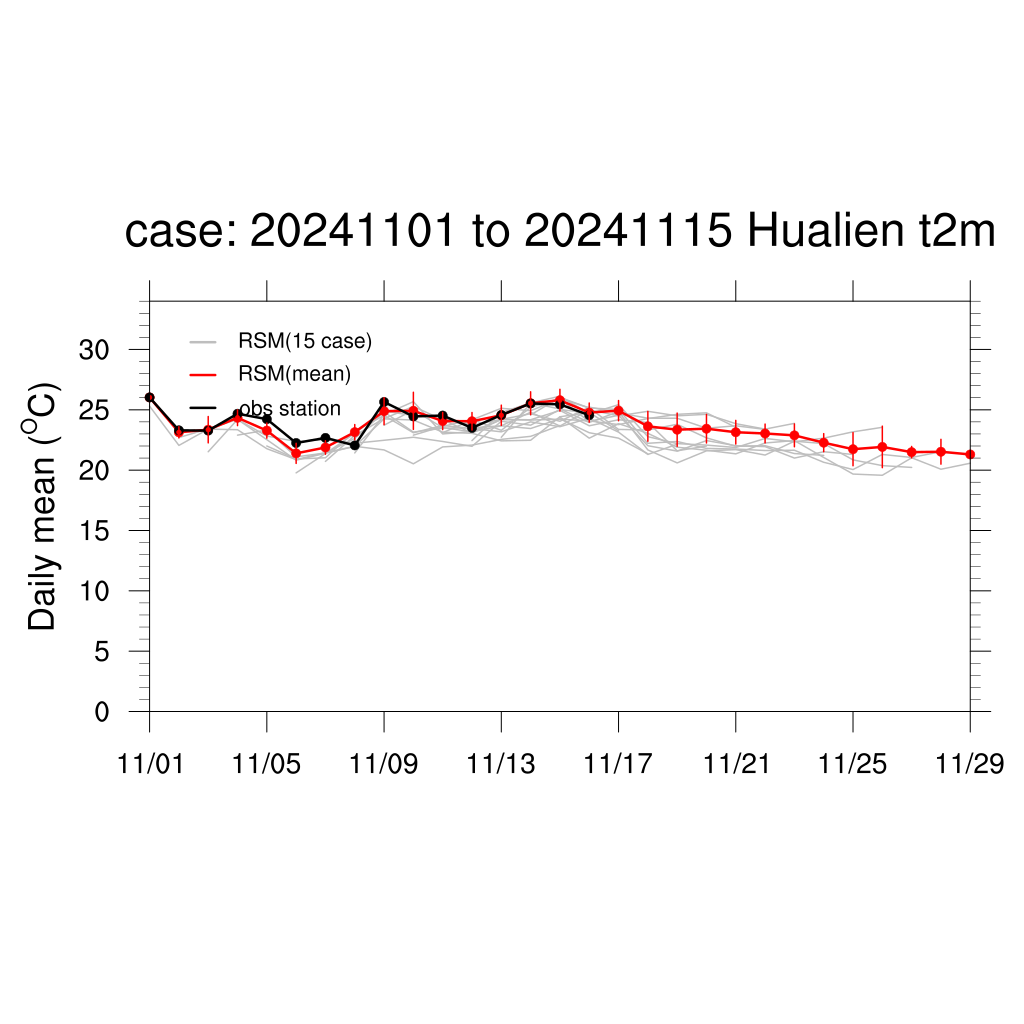 case: 20241101 to 20241115 Hualien t2m
RSM(15 case)
RSM(mean)
obs station
Daily mean (°C)
30
25
20
15
10
5
0
11/01 11/05 11/09 11/13 11/17 11/21 11/25 11/29